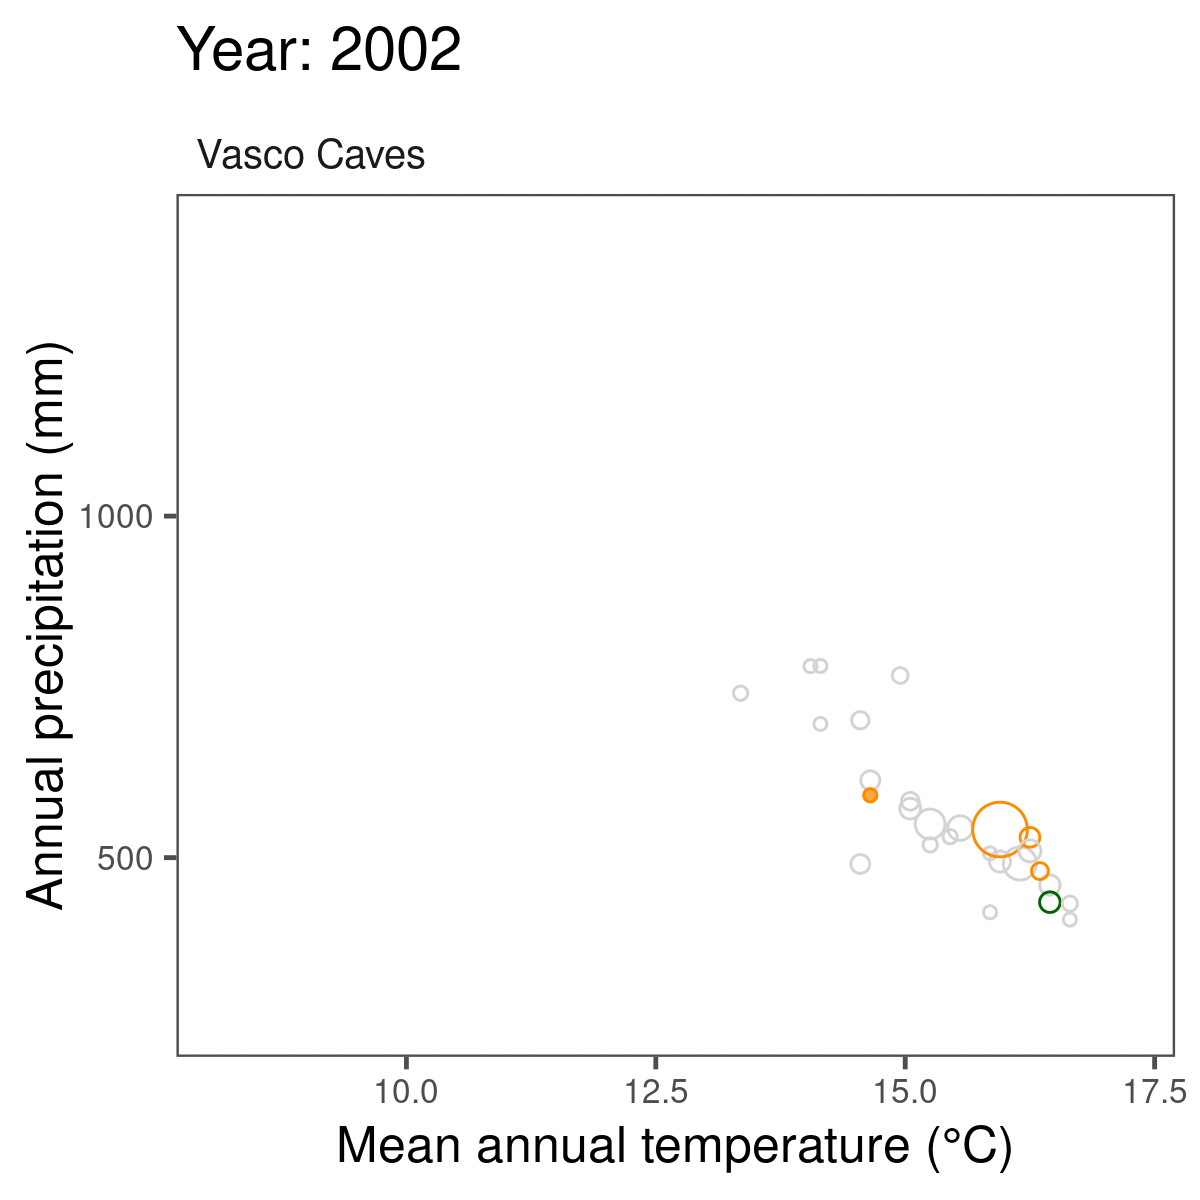 Year: 2002
Vasco Caves
Annual precipitation (mm)
1000
500
10.0
12.5
15.0
17.5
Mean annual temperature (°C)